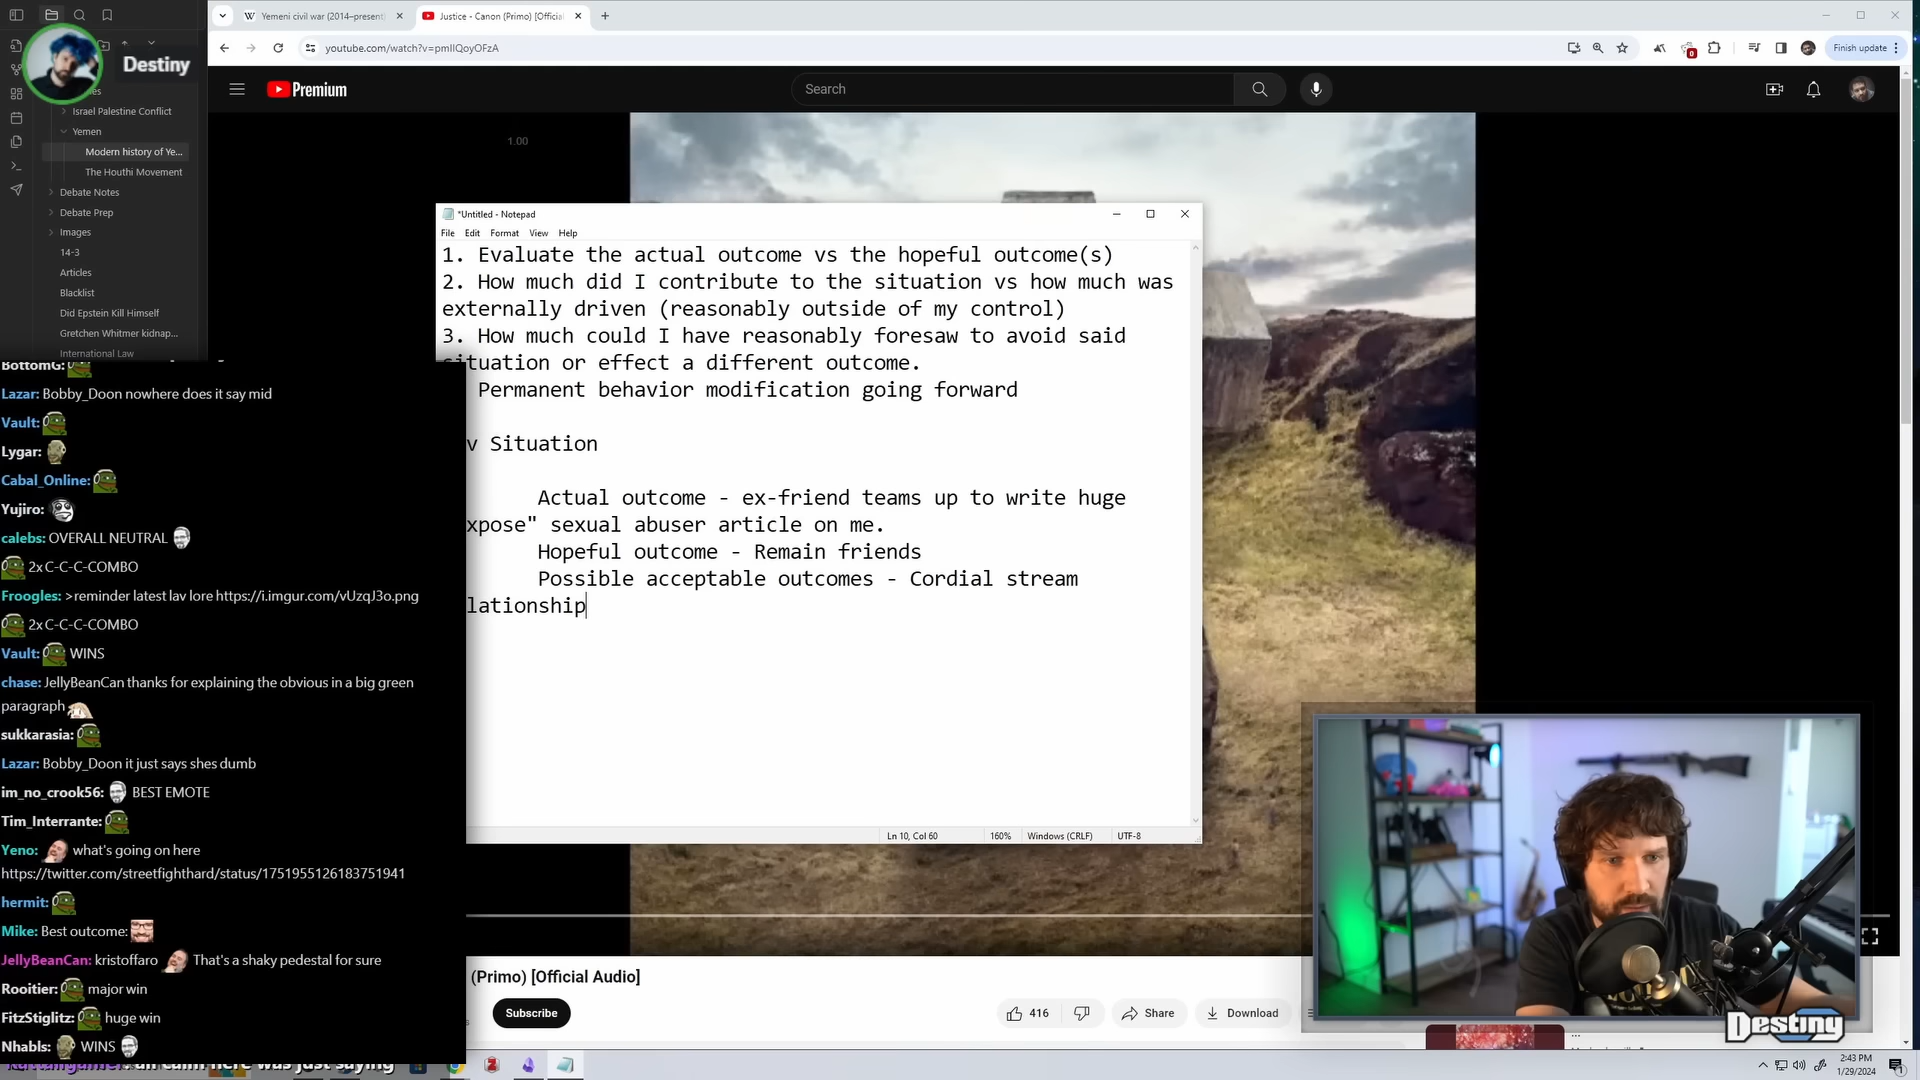 Yemeni civil war (2014–present
Justice - Canon (Primo) [Official
youtube.com/watch?v=pmIlQoyOFzA
Finish update
Destiny
Israel Palestine Conflict
Yemen
Modern history of Ye...
The Houthi Movement
Debate Notes
Debate Prep
Images
14-3
Articles
Blacklist
Did Epstein Kill Himself
Gretchen Whitmer kidnap...
International Law
Premium
Search
1.00
*Untitled - Notepad
File Edit Format View Help
1. Evaluate the actual outcome vs the hopeful outcome(s)
2. How much did I contribute to the situation vs how much was
externally driven (reasonably outside of my control)
3. How much could I have reasonably foresaw to avoid said
situation or effect a different outcome.
Permanent behavior modification going forward
v Situation
Actual outcome - ex-friend teams up to write huge
xpose" sexual abuser article on me.
Hopeful outcome - Remain friends
Possible acceptable outcomes - Cordial stream
lationship
Ln 10, Col 60 160% Windows (CRLF) UTF-8
BottomG:
Lazar: Bobby_Doon nowhere does it say mid
Vault:
Lygar:
Cabal_Online:
Yujiro:
calebs: OVERALL NEUTRAL
2x C-C-C-COMBO
Froogles: >reminder latest lav lore https://i.imgur.com/vUzqJ3o.png
2x C-C-C-COMBO
Vault: WINS
chase: JellyBeanCan thanks for explaining the obvious in a big green
paragraph
sukkarasia:
Lazar: Bobby_Doon it just says shes dumb
im_no_crook56: BEST EMOTE
Tim_Interrante:
Yeno: what's going on here
https://twitter.com/streetfighthard/status/1751955126183751941
hermit:
Mike: Best outcome:
JellyBeanCan: kristoffaro That's a shaky pedestal for sure
Rooitier: major win
FitzStiglitz: huge win
Nhabls: WINS
was just saying
(Primo) [Official Audio]
Subscribe
416
Share
Download
Destiny
2:43 PM
1/29/2024